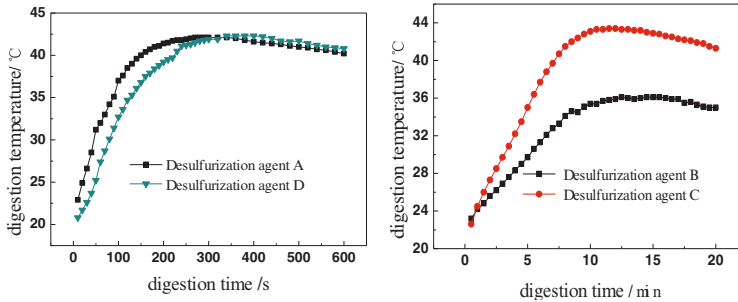 digestion temperature/ ℃
45
40
35
30
25
20
Desulfurization agent A
Desulfurization agent D
0 100 200 300 400 500 600
digestion time /s
digestion temperature/ ℃
44
40
36
32
28
24
20
Desulfurization agent B
Desulfurization agent C
0 5 10 15 20
digestion time / min